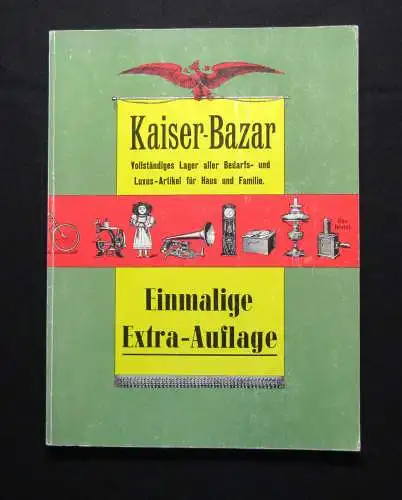 Kaiser-Bazar
Vollständiges Lager aller Bedarfs- und
Luxus-Artikel für Haus und Familie.
Einmalige
Extra-Auflage